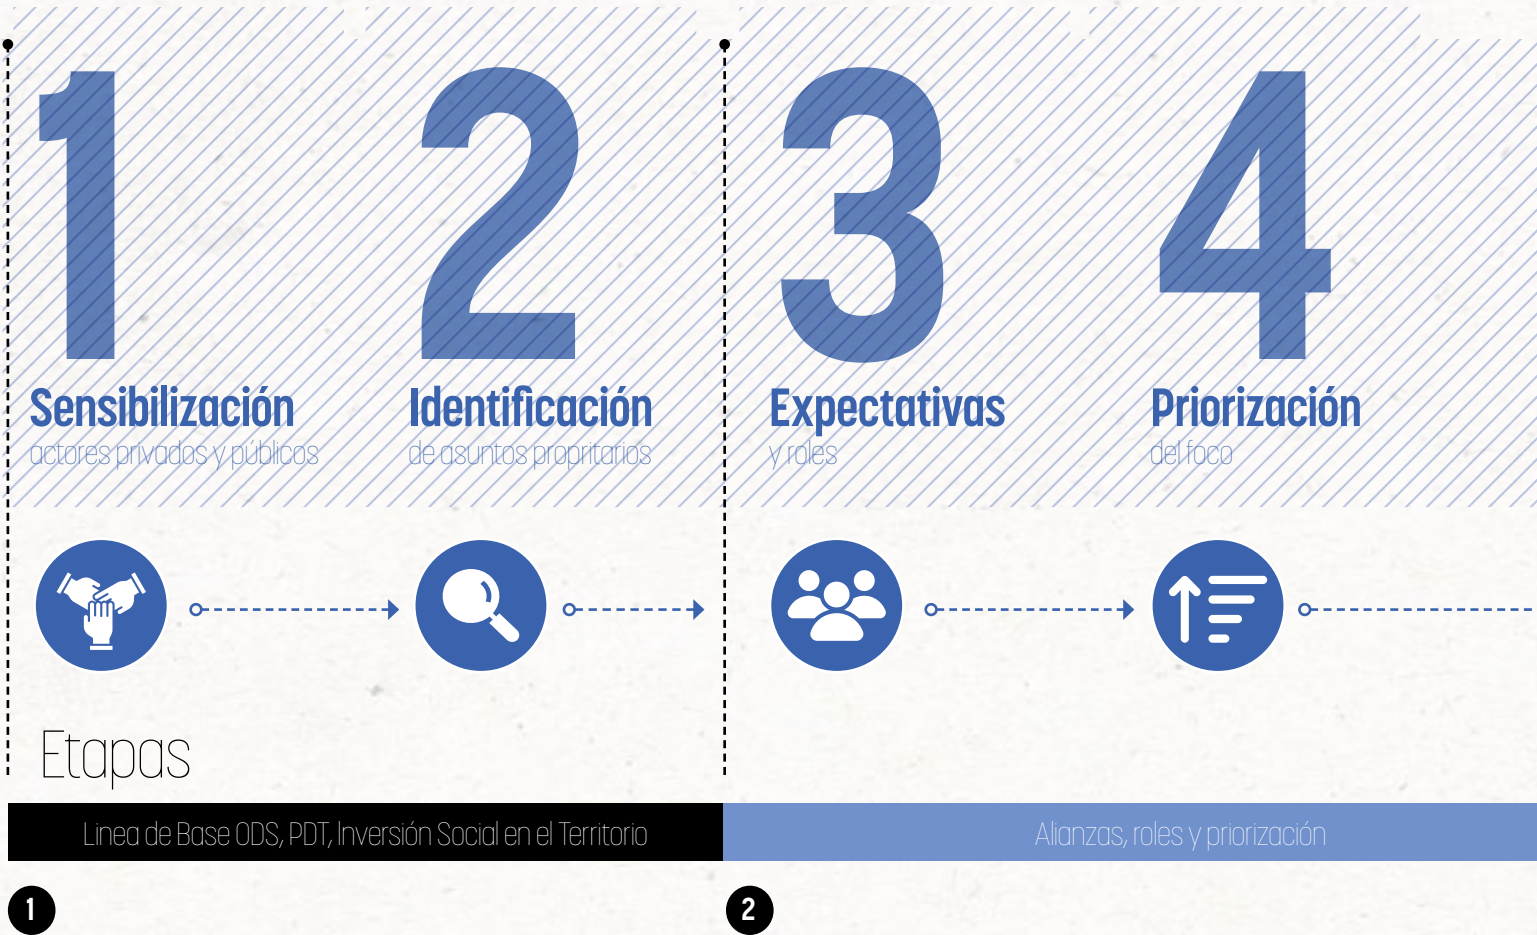 1
Sensibilización
actores privados y públicos
2
Identificación
de asuntos propritarios
3
Expectativas
y roles
4
Priorización
del foco
Etapas
Linea de Base ODS, PDT, Inversión Social en el Territorio
Alianzas, roles y priorización
1
2